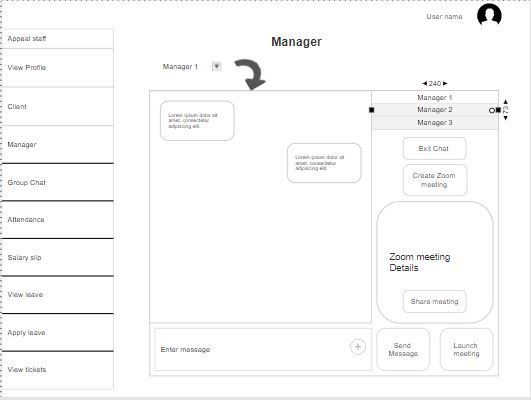 User name
Appeal staff
Manager
View Profile
Manager 1
240
Client
Manager 1
Manager 2
73
Manager 3
Lorem ipsum dolor sit
amet, consectetur
adipiscing elit.
Manager
Exit Chat
Lorem ipsum dolor sit
amet, consectetur
adipiscing elit.
Create Zoom
meeting
Group Chat
Attendance
Salary slip
Zoom meeting
Details
View leave
Share meeting
Apply leave
Enter message
Send
Message
Launch
meeting
View tickets